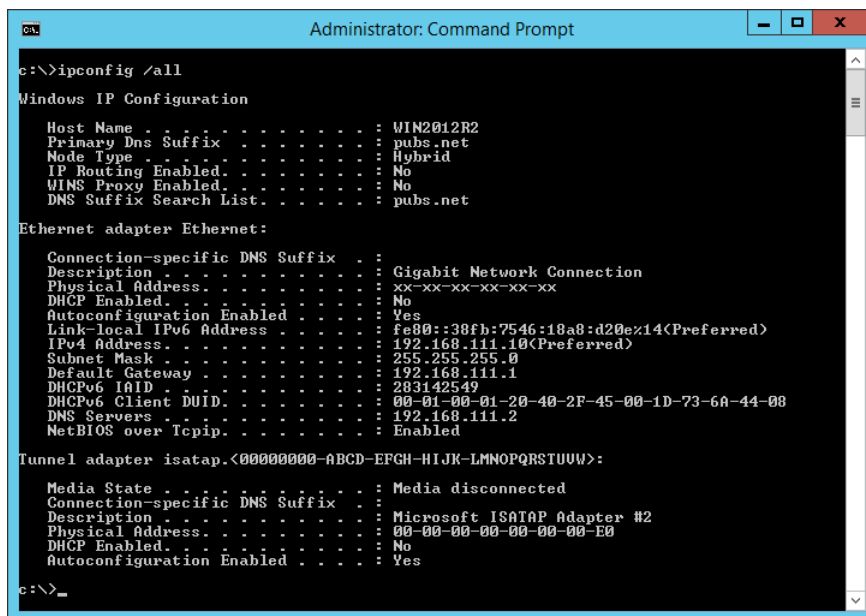 Administrator: Command Prompt
c:\>ipconfig /all
Windows IP Configuration
Host Name . . . . . . . . . . . . : WIN2012R2
Primary Dns Suffix  . . . . . . . : pubs.net
Node Type . . . . . . . . . . . . : Hybrid
IP Routing Enabled. . . . . . . . : No
WINS Proxy Enabled. . . . . . . . : No
DNS Suffix Search List. . . . . . : pubs.net
Ethernet adapter Ethernet:
Connection-specific DNS Suffix  . :
Description . . . . . . . . . . . : Gigabit Network Connection
Physical Address. . . . . . . . . : xx-xx-xx-xx-xx-xx
DHCP Enabled. . . . . . . . . . . : No
Autoconfiguration Enabled . . . . : Yes
Link-local IPv6 Address . . . . . : fe80::38fb:7546:18a8:d20e%14(Preferred)
IPv4 Address. . . . . . . . . . . : 192.168.111.10(Preferred)
Subnet Mask . . . . . . . . . . . : 255.255.255.0
Default Gateway . . . . . . . . . : 192.168.111.1
DHCPv6 IAID . . . . . . . . . . . : 283142549
DHCPv6 Client DUID. . . . . . . . : 00-01-00-01-20-40-2F-45-00-1D-73-6A-44-08
DNS Servers . . . . . . . . . . . : 192.168.111.2
NetBIOS over Tcpip. . . . . . . . : Enabled
Tunnel adapter isatap.<00000000-ABCD-EFGH-HIJK-LMNOPQRSTUVW>:
Media State . . . . . . . . . . . : Media disconnected
Connection-specific DNS Suffix  . :
Description . . . . . . . . . . . : Microsoft ISATAP Adapter #2
Physical Address. . . . . . . . . : 00-00-00-00-00-00-00-E0
DHCP Enabled. . . . . . . . . . . : No
Autoconfiguration Enabled . . . . : Yes
c:\>_